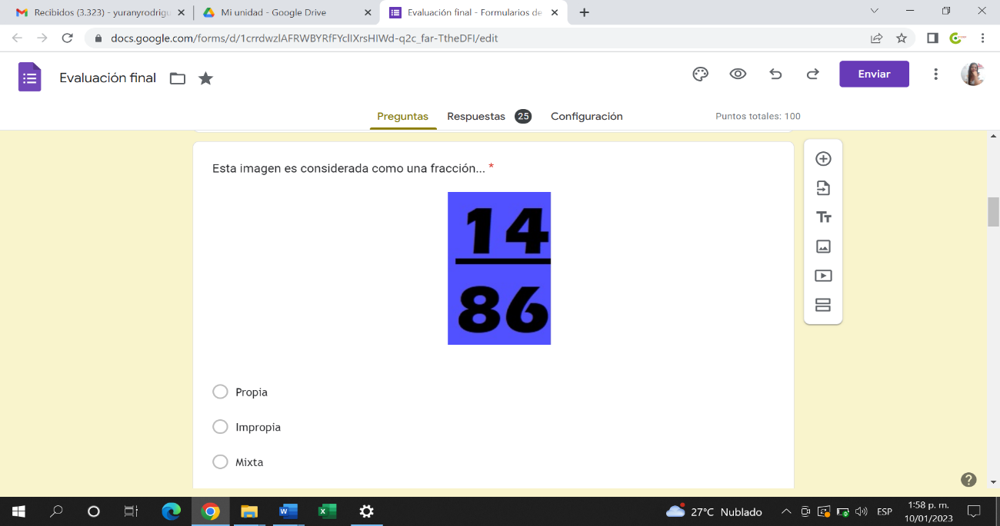 Recibidos (3.323) - yuranyrodrigu
Mi unidad - Google Drive
Evaluación final - Formularios de
docs.google.com/forms/d/1crrdwzlAFRWBYRfFYclIXrsHIWd-q2c_far-TtheDFI/edit
Evaluación final
Enviar
Preguntas
Respuestas 25
Configuración
Puntos totales: 100
Esta imagen es considerada como una fracción... *
14
86
Propia
Impropia
Mixta
27°C Nublado
ESP
1:58 p. m.
10/01/2023